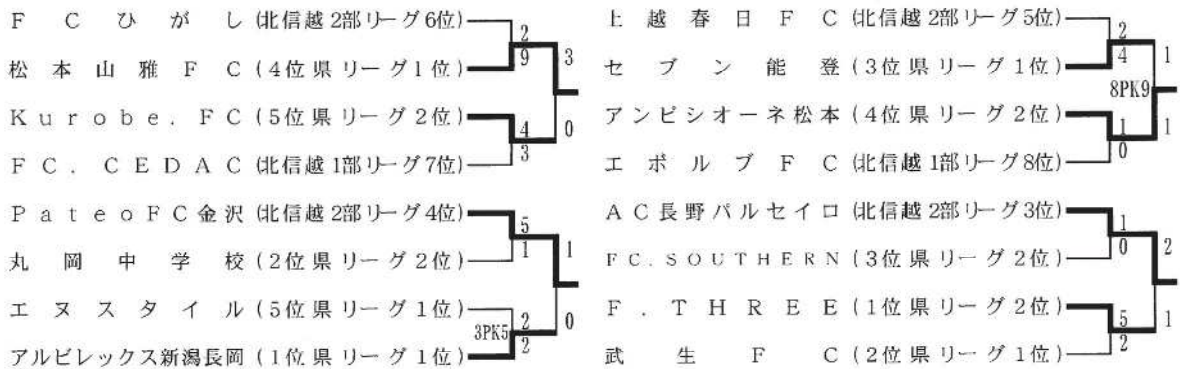 FCひがし(北信越2部リーグ6位)
2
9
松本山雅FC(4位県リーグ1位)
3
Kurobe.FC(5位県リーグ2位)
4
3
0
FC.CEDAC(北信越1部リーグ7位)
PateoFC金沢(北信越2部リーグ4位)
5
1
丸岡中学校(2位県リーグ2位)
1
エヌスタイル(5位県リーグ1位)
3PK5
2
2
0
アルビレックス新潟長岡(1位県リーグ1位)
上越春日FC(北信越2部リーグ5位)
2
4
セブン能登(3位県リーグ1位)
1
8PK9
アンピシオーネ松本(4位県リーグ2位)
1
0
1
エボルブFC(北信越1部リーグ8位)
AC長野パルセイロ(北信越2部リーグ3位)
1
0
FC.SOUTHERN(3位県リーグ2位)
2
F.THREE(1位県リーグ2位)
5
2
1
武生FC(2位県リーグ1位)